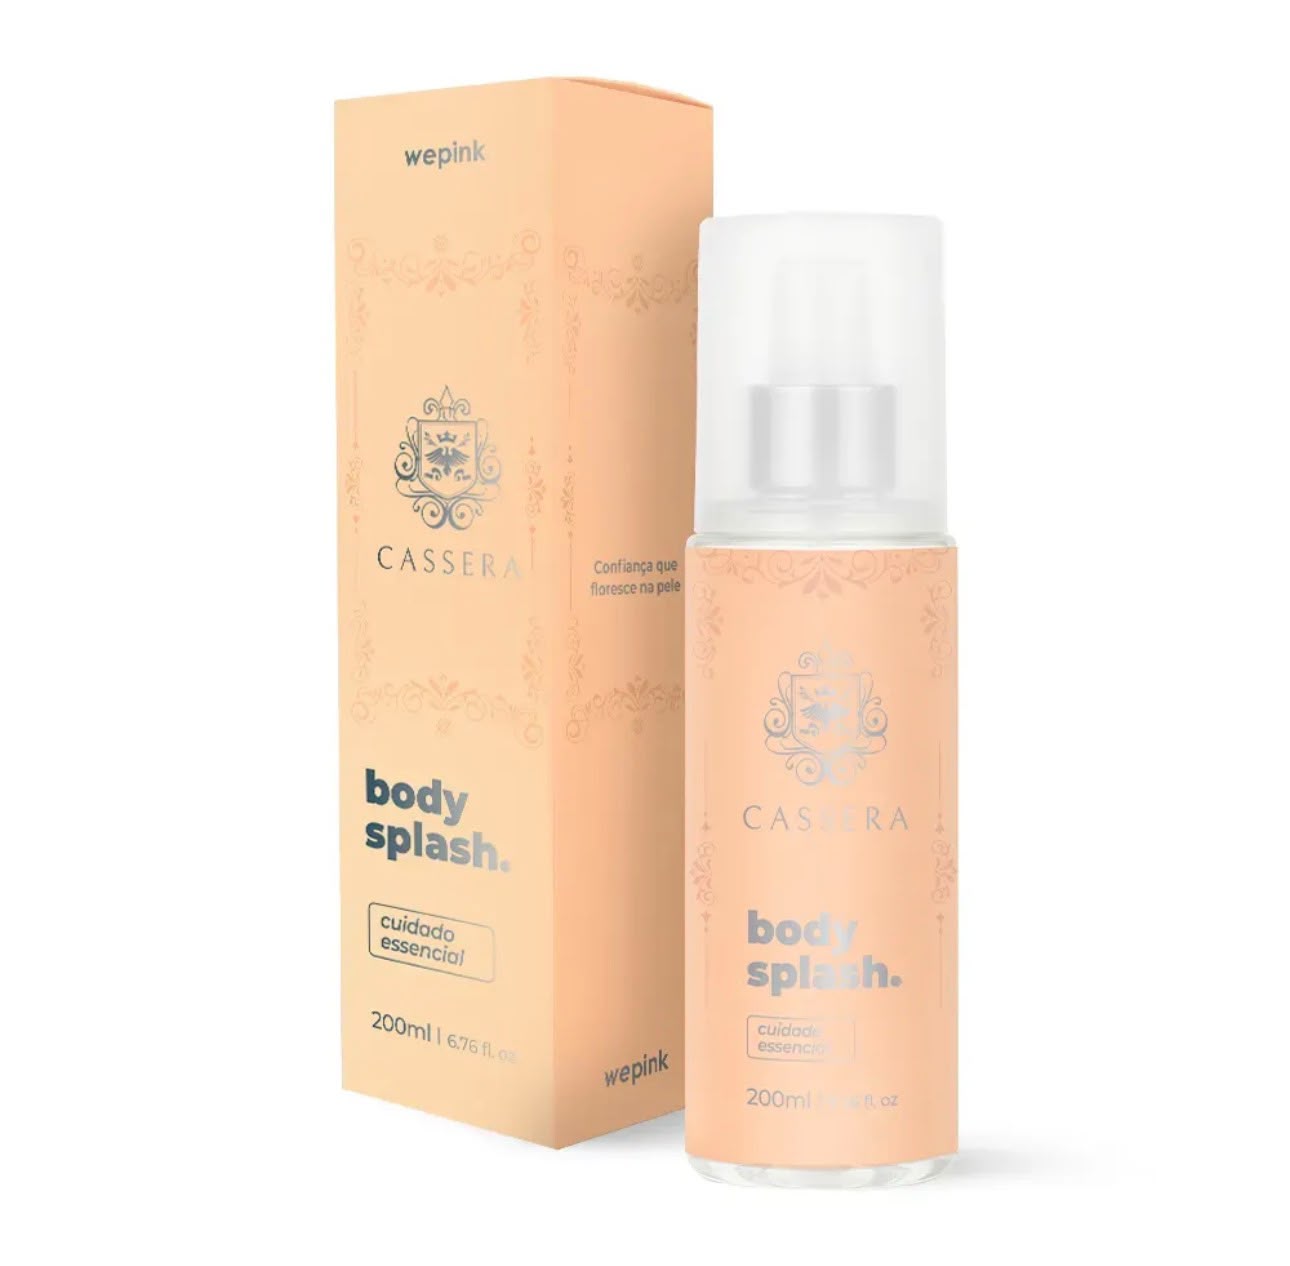 wepink
CASSERA
body
splash.
cuidado
essencial
200ml | 6.76 fl. oz
Confiança que
floresce na pele
wepink
CASSERA
body
splash.
cuidado
essencial
200ml
fl. oz